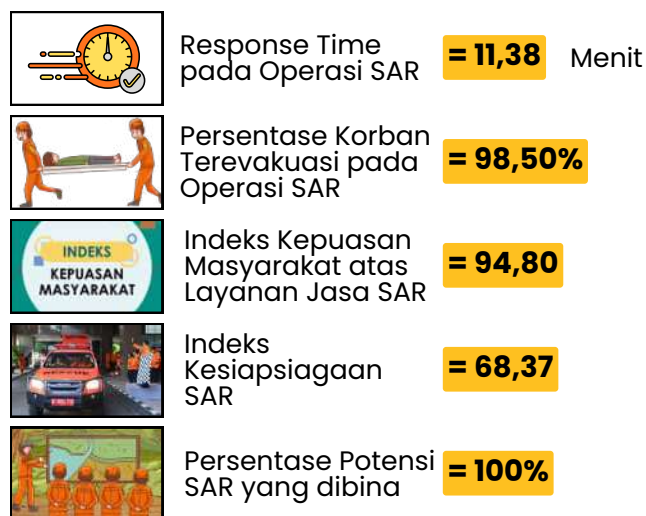 Response Time
pada Operasi SAR
= 11,38 Menit
Persentase Korban
Terevakuasi pada
Operasi SAR
= 98,50%
INDEKS
KEPUASAN
MASYARAKAT
Indeks Kepuasan
Masyarakat atas
Layanan Jasa SAR
= 94,80
RESCUE
Indeks
Kesiapsiagaan
SAR
= 68,37
Persentase Potensi
SAR yang dibina
= 100%